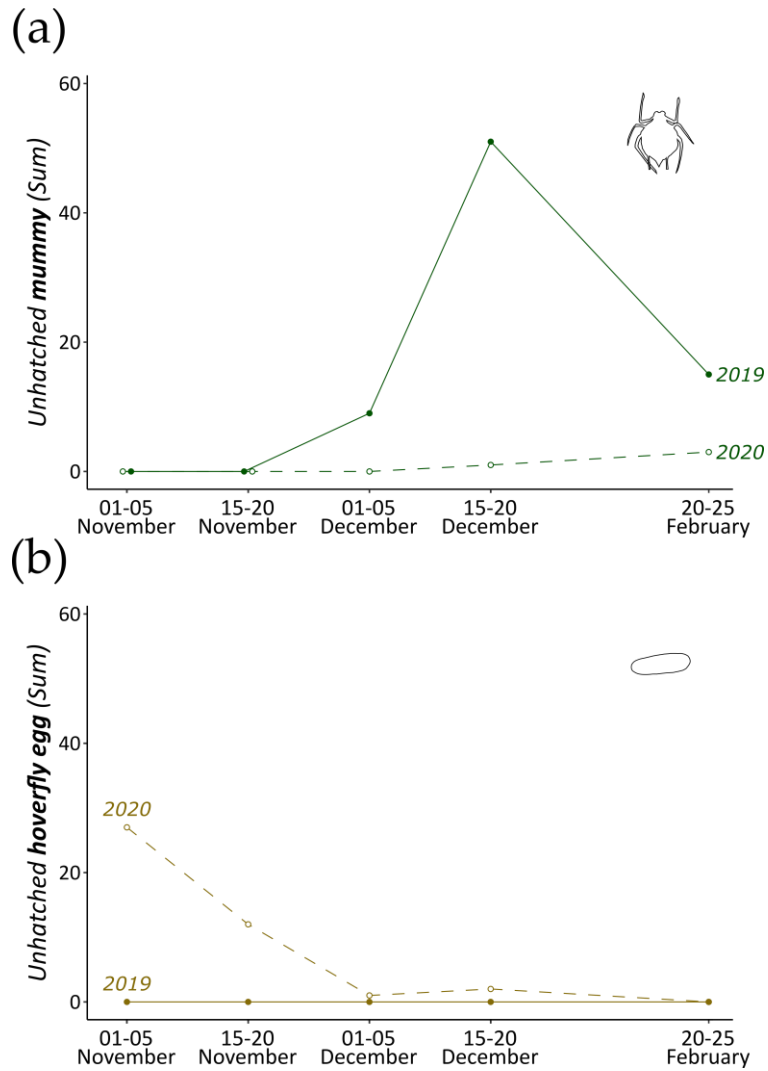 (a)
Unhatched mummy (Sum)
60
40
20
0
2019
2020
01-05 15-20 01-05 15-20 20-25
November November December December February
(b)
Unhatched hoverfly egg (Sum)
60
40
20
0
2020
2019
01-05 15-20 01-05 15-20 20-25
November November December December February